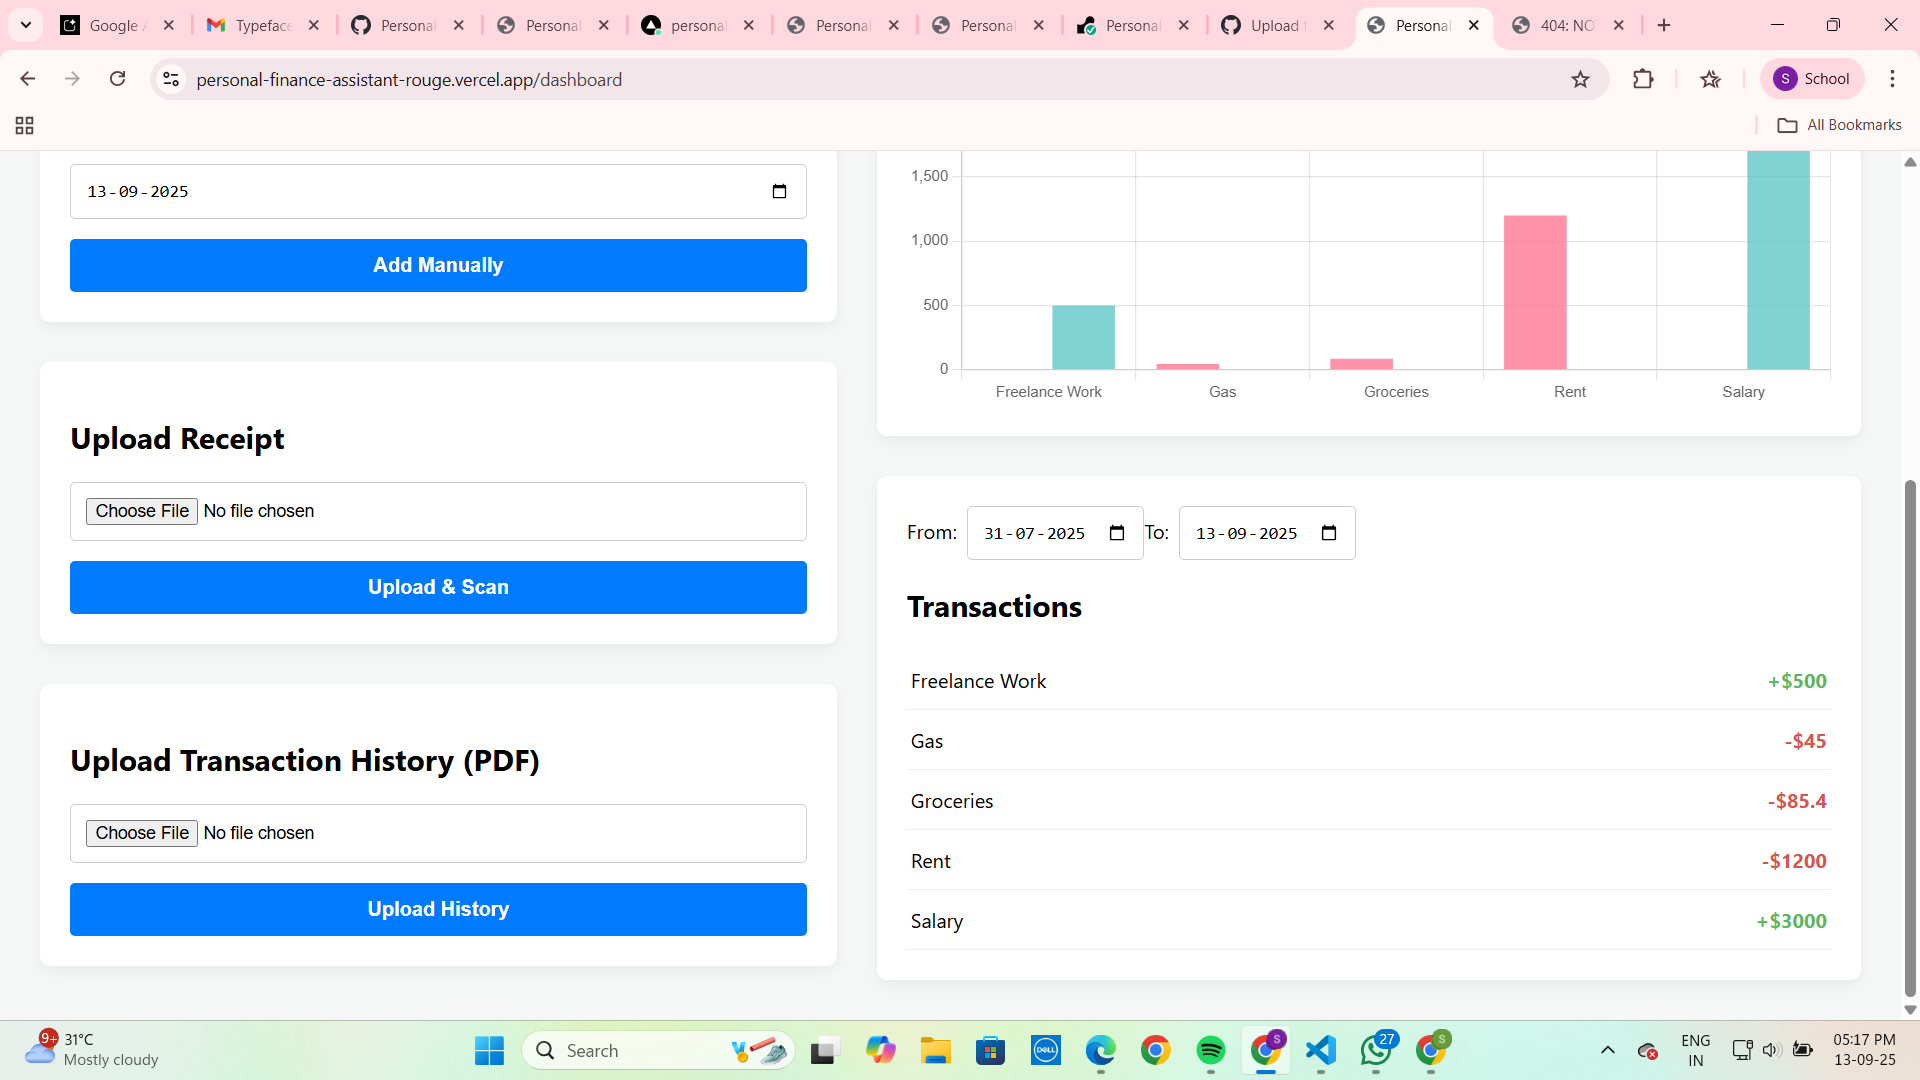 Google A
Typeface
Personal
Personal
personal
Personal
Personal
Personal
Upload f
Personal
404: NO
personal-finance-assistant-rouge.vercel.app/dashboard
S
School
All Bookmarks
13-09-2025
Add Manually
Upload Receipt
Choose File No file chosen
Upload & Scan
Upload Transaction History (PDF)
Choose File No file chosen
Upload History
1,500
1,000
500
0
Freelance Work
Gas
Groceries
Rent
Salary
From: 31-07-2025 To: 13-09-2025
Transactions
Freelance Work +$500
Gas -$45
Groceries -$85.4
Rent -$1200
Salary +$3000
9+
31°C
Mostly cloudy
Search
DELL
S
27
S
ENG
IN
05:17 PM
13-09-25